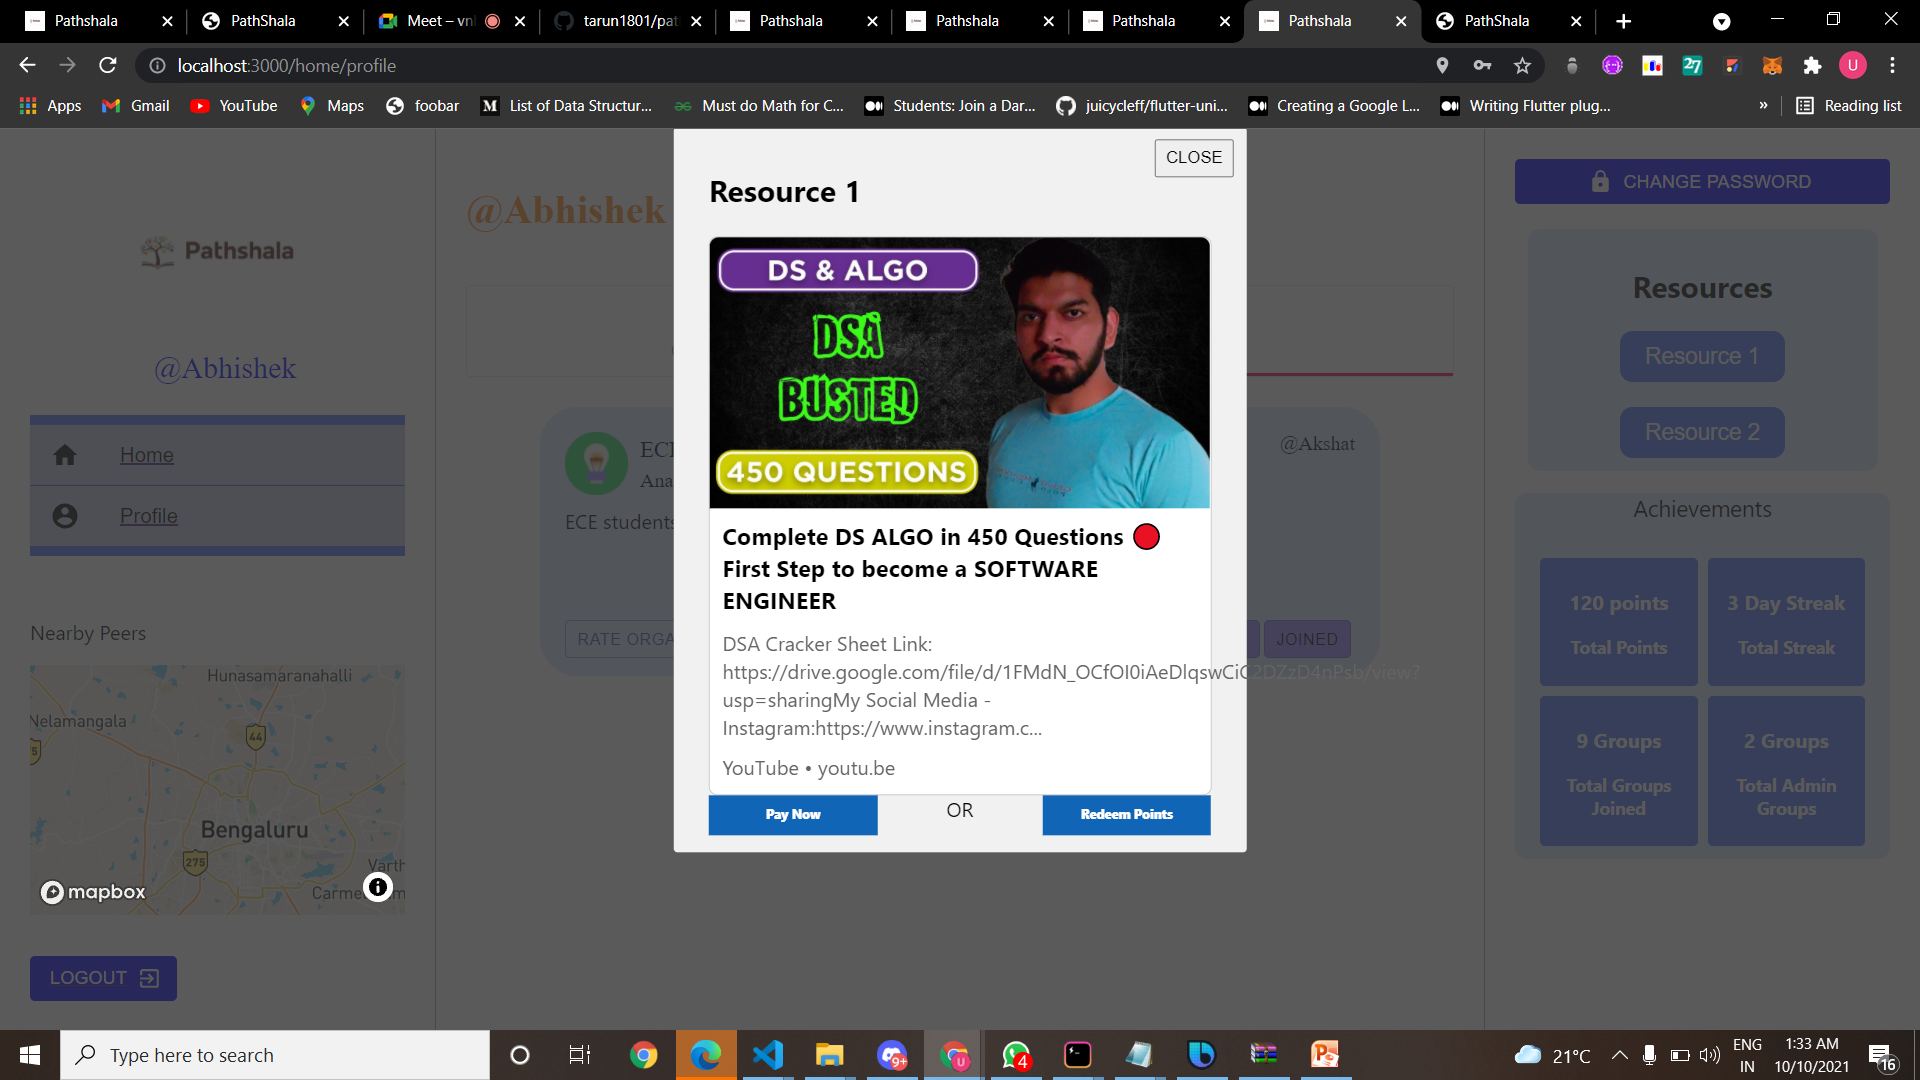 Pathshala
PathShala
Meet – vnl
tarun1801/pat
Pathshala
Pathshala
Pathshala
Pathshala
PathShala
localhost:3000/home/profile
U
Apps
Gmail
YouTube
Maps
foobar
List of Data Structur...
Must do Math for C...
Students: Join a Dar...
juicycleff/flutter-uni...
Creating a Google L...
Writing Flutter plug...
»
Reading list
Pathshala
@Abhishek
Home
Profile
Nearby Peers
Hunasamaranahalli
Nelamangala
44
Bengaluru
275
Varth
Carme
m
mapbox
LOGOUT
@Abhishek
ECE
Ana
ECE students
RATE ORGA
@Akshat
JOINED
CLOSE
Resource 1
DS & ALGO
DSA
BUSTED
450 QUESTIONS
Complete DS ALGO in 450 Questions 🔴
First Step to become a SOFTWARE
ENGINEER
DSA Cracker Sheet Link:
https://drive.google.com/file/d/1FMdN_OCfOI0iAeDlqswCiC2DZzD4nPsb/view?
usp=sharingMy Social Media -
Instagram:https://www.instagram.c...
YouTube • youtu.be
Pay Now
OR
Redeem Points
CHANGE PASSWORD
Resources
Resource 1
Resource 2
Achievements
120 points
Total Points
3 Day Streak
Total Streak
9 Groups
Total Groups
Joined
2 Groups
Total Admin
Groups
Type here to search
9+
4
21°C
ENG
IN
1:33 AM
10/10/2021
16